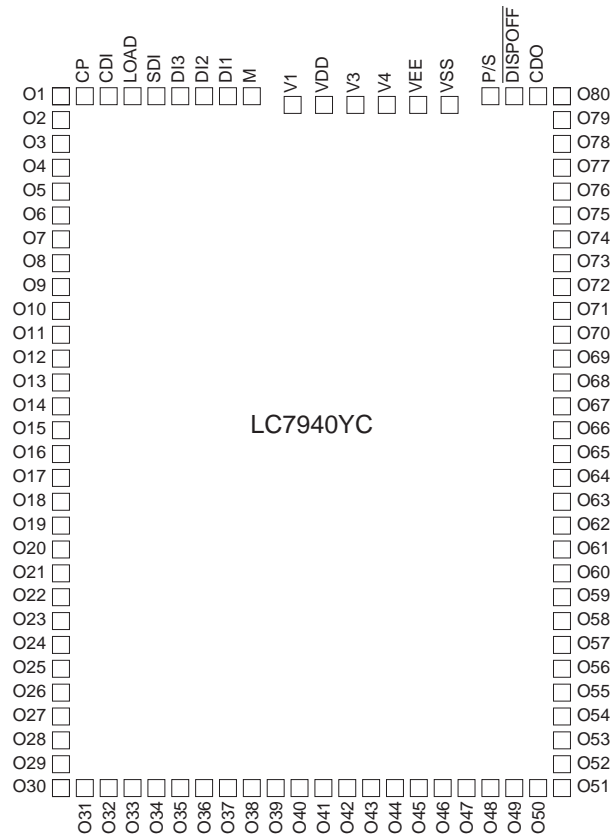 CP
CDI
LOAD
SDI
DI3
DI2
DI1
M
V1
VDD
V3
V4
VEE
VSS
P/S
DISPOFF
CDO
O1
O2
O3
O4
O5
O6
O7
O8
O9
O10
O11
O12
O13
O14
O15
O16
O17
O18
O19
O20
O21
O22
O23
O24
O25
O26
O27
O28
O29
O30
LC7940YC
O80
O79
O78
O77
O76
O75
O74
O73
O72
O71
O70
O69
O68
O67
O66
O65
O64
O63
O62
O61
O60
O59
O58
O57
O56
O55
O54
O53
O52
O51
O31
O32
O33
O34
O35
O36
O37
O38
O39
O40
O41
O42
O43
O44
O45
O46
O47
O48
O49
O50